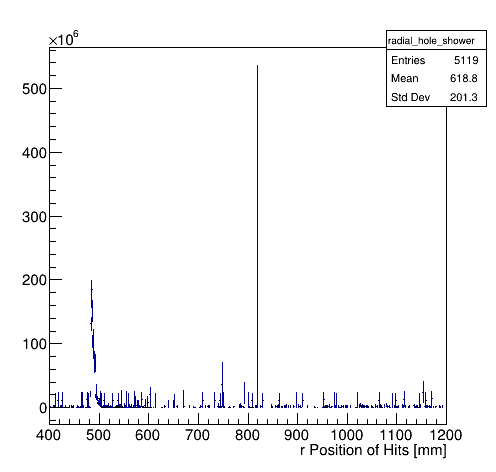 ×10⁶
radial_hole_shower
Entries 5119
Mean 618.8
Std Dev 201.3
500
400
300
200
100
0
400 500 600 700 800 900 1000 1100 1200
r Position of Hits [mm]